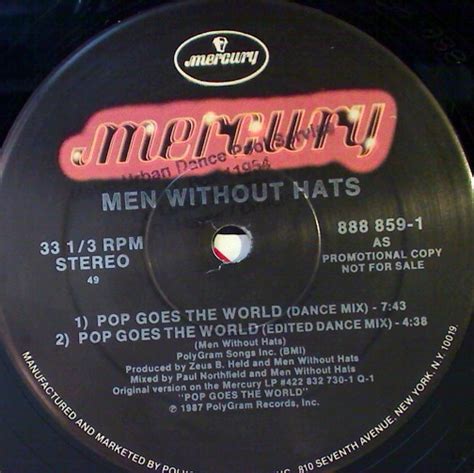 mercury
mercury
Urban Dance Pool Service
MEN WITHOUT HATS
33 1/3 RPM
STEREO
49
888 859-1
AS
PROMOTIONAL COPY
NOT FOR SALE
1) POP GOES THE WORLD (DANCE MIX) - 7:43
2) POP GOES THE WORLD (EDITED DANCE MIX) - 4:38
(Men Without Hats)
PolyGram Songs Inc. (BMI)
Produced by Zeus B. Held and Men Without Hats
Mixed by Paul Northfield and Men Without Hats
Original version on the Mercury LP #422 832 730-1 Q-1
"POP GOES THE WORLD"
℗ 1987 PolyGram Records, Inc.
MANUFACTURED AND MARKETED BY 810 SEVENTH AVENUE, NEW YORK, N.Y. 10019.